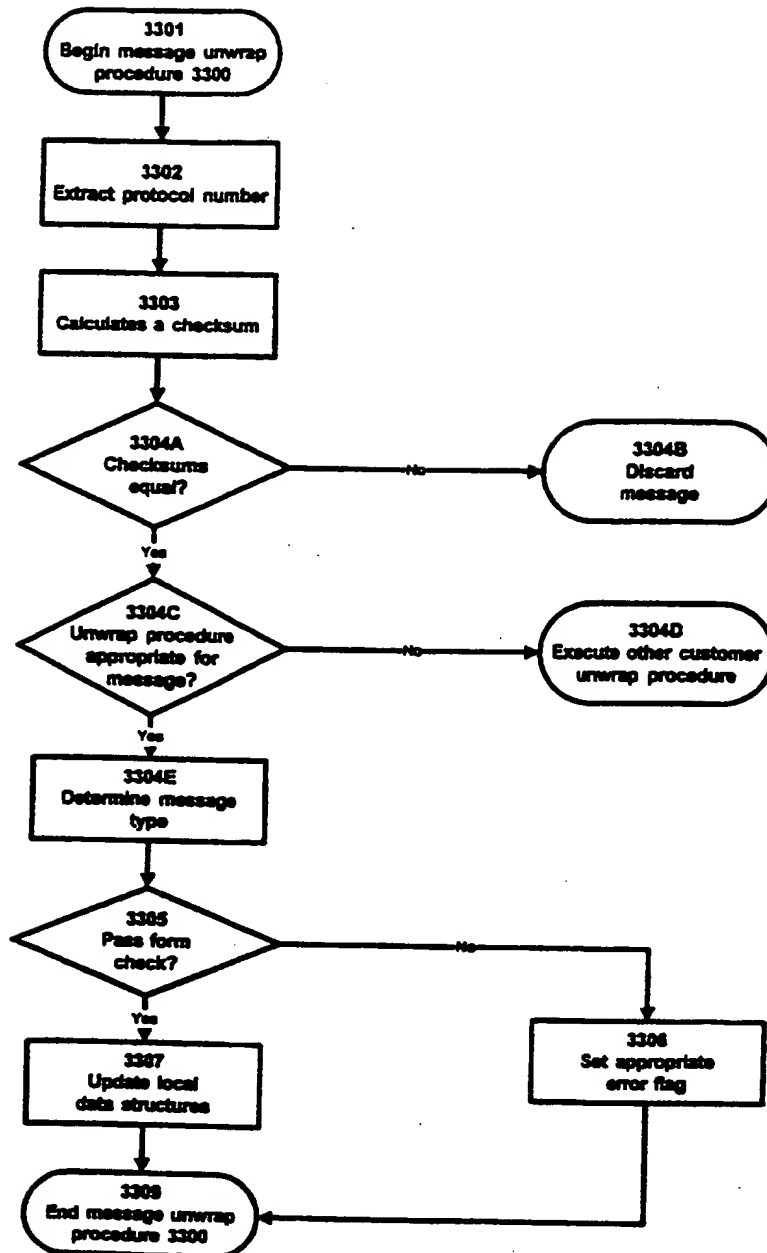 3301
Begin message unwrap
procedure 3300
3302
Extract protocol number
3303
Calculates a checksum
3304A
Checksums
equal?
No
3304B
Discard
message
Yes
3304C
Unwrap procedure
appropriate for
message?
No
3304D
Execute other customer
unwrap procedure
Yes
3304E
Determine message
type
3305
Pass form
check?
No
Yes
3306
Set appropriate
error flag
3307
Update local
data structures
3309
End message unwrap
procedure 3300